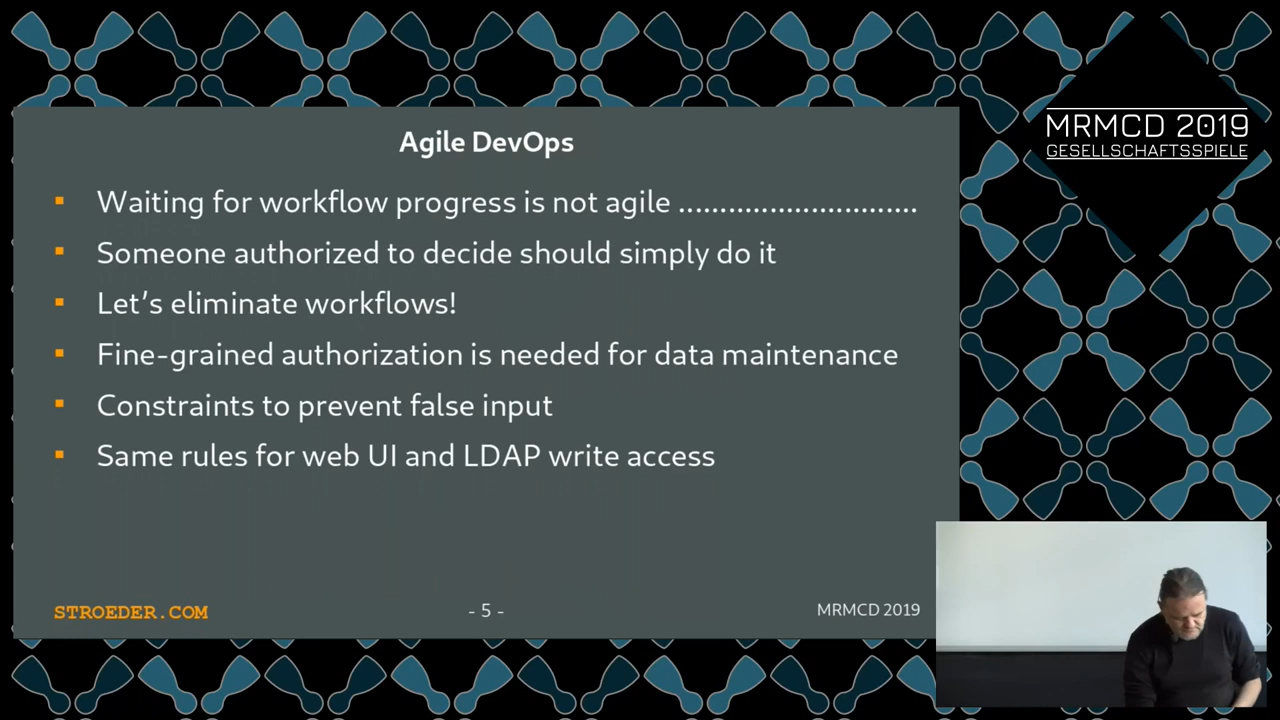 MRMCD 2019
GESELLSCHAFTSSPIELE
Agile DevOps
Waiting for workflow progress is not agile ............................
Someone authorized to decide should simply do it
Let’s eliminate workflows!
Fine-grained authorization is needed for data maintenance
Constraints to prevent false input
Same rules for web UI and LDAP write access
STROEDER.COM
- 5 -
MRMCD 2019